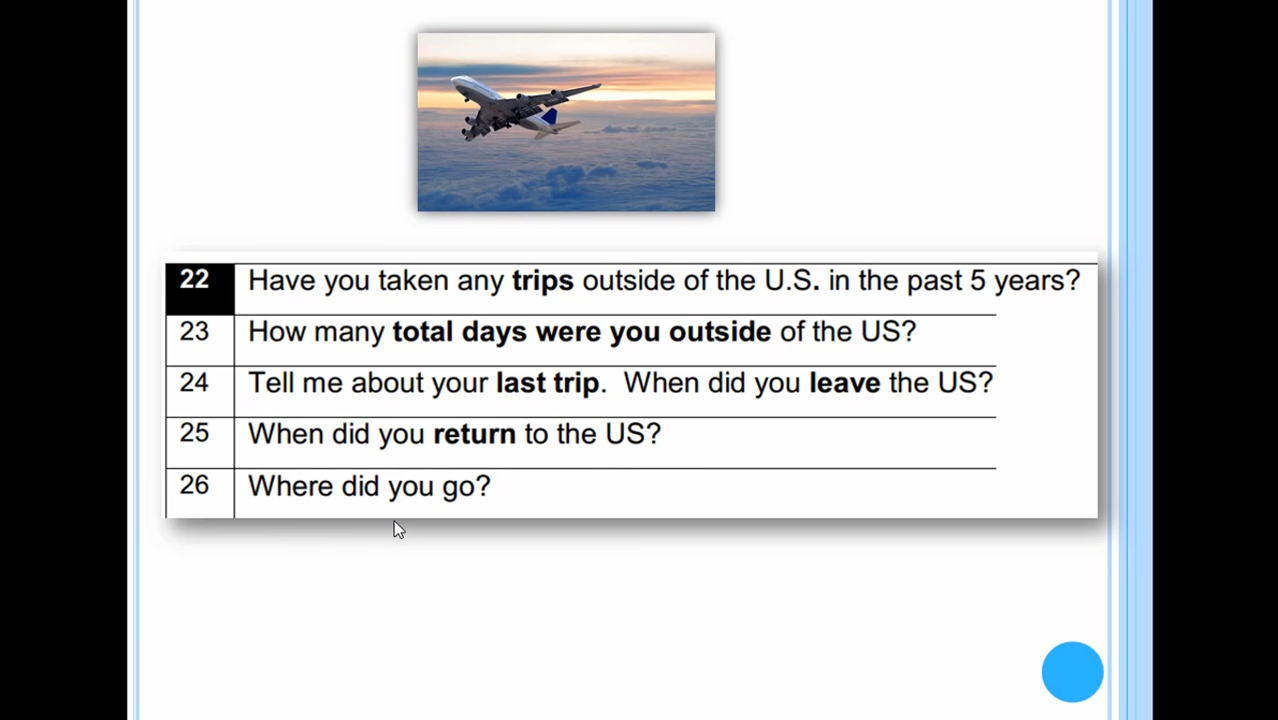 22 Have you taken any trips outside of the U.S. in the past 5 years?
23 How many total days were you outside of the US?
24 Tell me about your last trip. When did you leave the US?
25 When did you return to the US?
26 Where did you go?